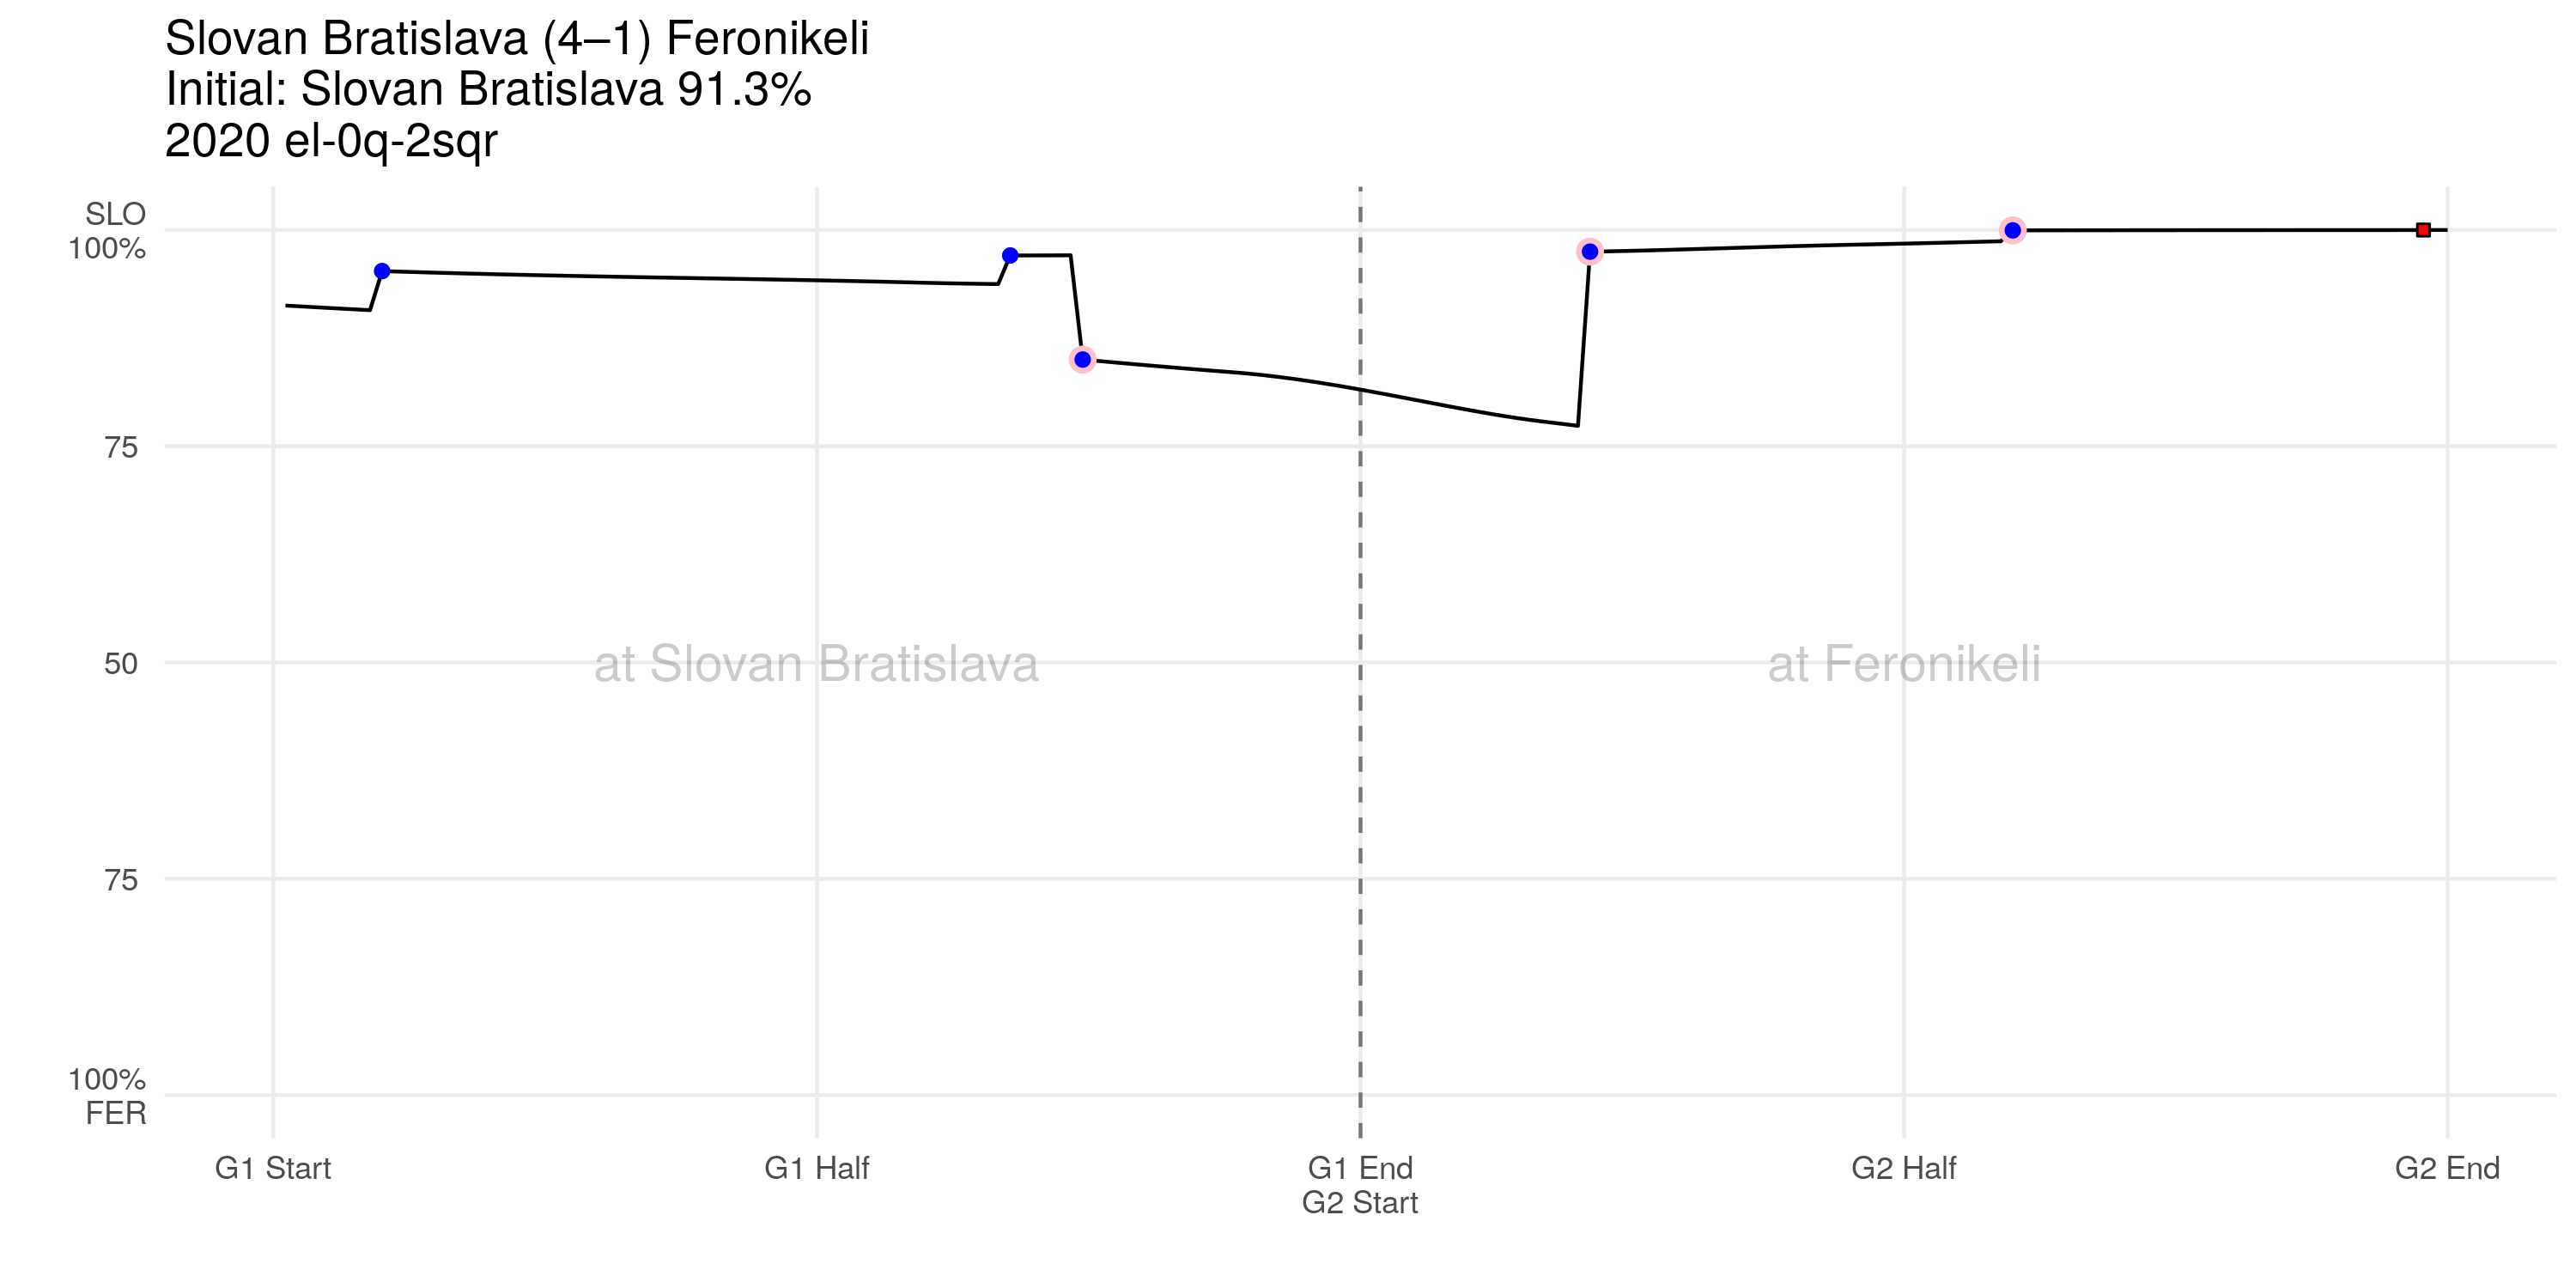 Slovan Bratislava (4–1) Feronikeli
Initial: Slovan Bratislava 91.3%
2020 el-0q-2sqr
SLO
100%
75
50
75
100%
FER
at Slovan Bratislava
at Feronikeli
G1 Start
G1 Half
G1 End
G2 Start
G2 Half
G2 End